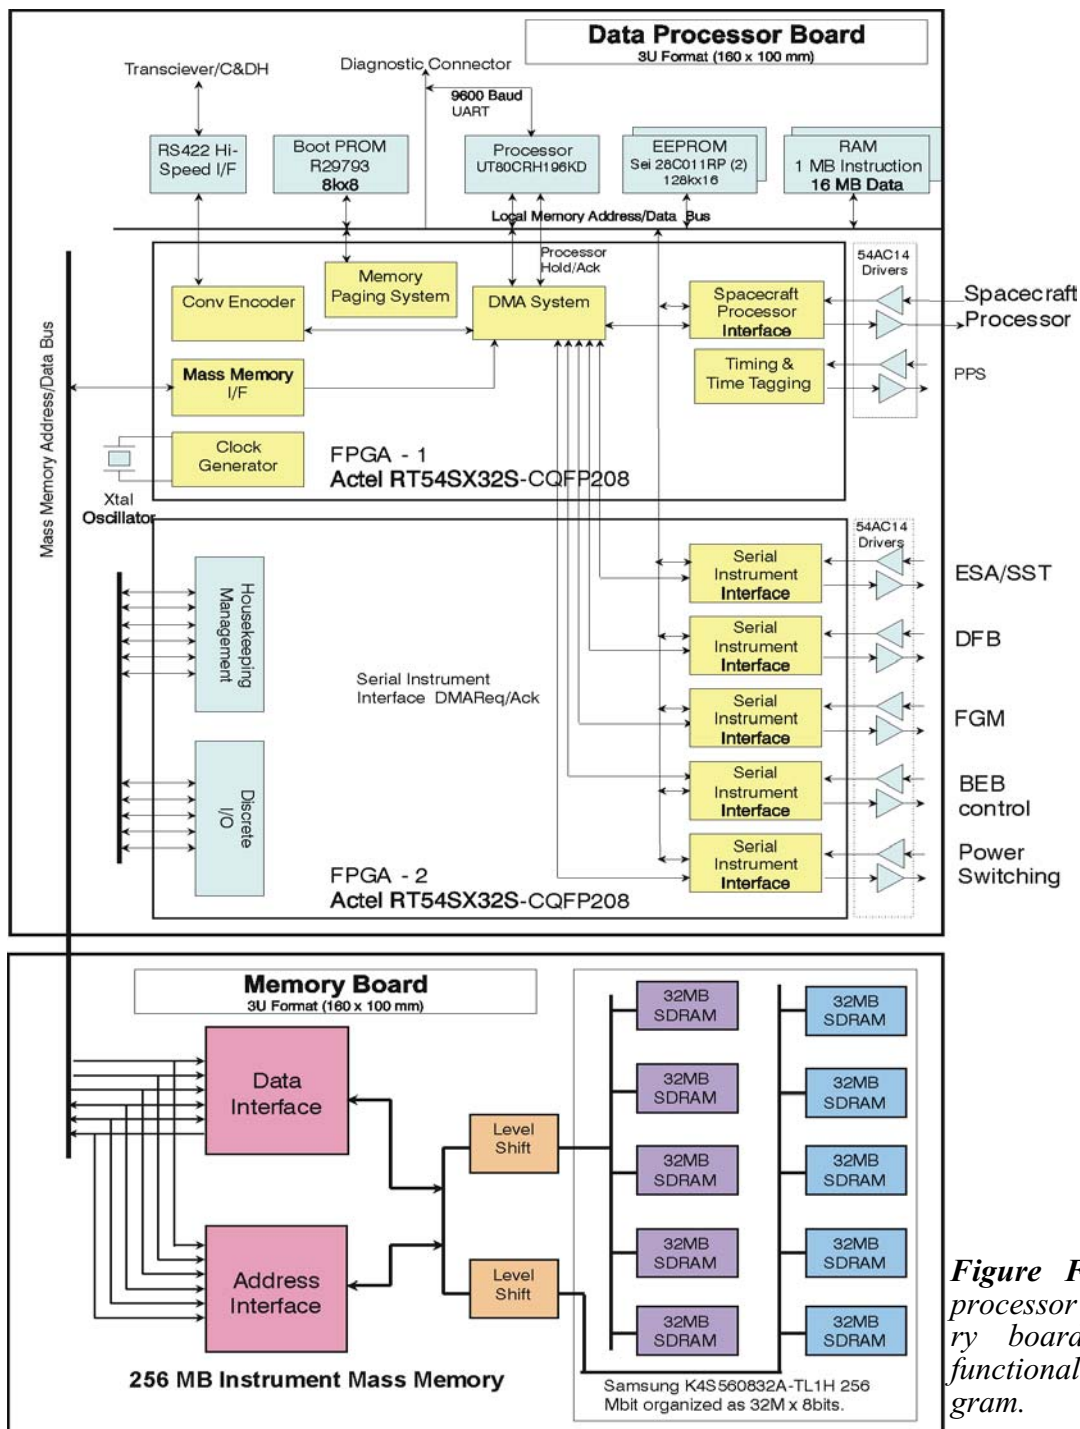 Data Processor Board
3U Format (160 x 100 mm)
Transciever/C&DH
Diagnostic Connector
9600 Baud
UART
RS422 Hi-
Speed I/F
Boot PROM
R29793
8kx8
Processor
UT80CRH196KD
EEPROM
Sei 28C011RP (2)
128kx16
RAM
1 MB Instruction
16 MB Data
Local Memory Address/Data Bus
Processor
Hold/Ack
54AC14
Drivers
Conv Encoder
Memory
Paging System
DMA System
Spacecraft
Processor
Interface
Spacecraft
Processor
Mass Memory
I/F
Timing &
Time Tagging
PPS
Clock
Generator
Xtal
Oscillator
FPGA - 1
Actel RT54SX32S-CQFP208
Mass Memory Address/Data Bus
54AC14
Drivers
Housekeeping
Management
Serial
Instrument
Interface
ESA/SST
Serial
Instrument
Interface
DFB
Serial Instrument
Interface DMAReq/Ack
Serial
Instrument
Interface
FGM
Discrete
I/O
Serial
Instrument
Interface
BEB
control
Serial
Instrument
Interface
Power
Switching
FPGA - 2
Actel RT54SX32S-CQFP208
Memory Board
3U Format (160 x 100 mm)
Data
Interface
Address
Interface
Level
Shift
Level
Shift
32MB
SDRAM
32MB
SDRAM
32MB
SDRAM
32MB
SDRAM
32MB
SDRAM
32MB
SDRAM
32MB
SDRAM
32MB
SDRAM
32MB
SDRAM
32MB
SDRAM
256 MB Instrument Mass Memory
Samsung K4S560832A-TL1H 256
Mbit organized as 32M x 8bits.
Figure F
processor
ry board
functional
gram.